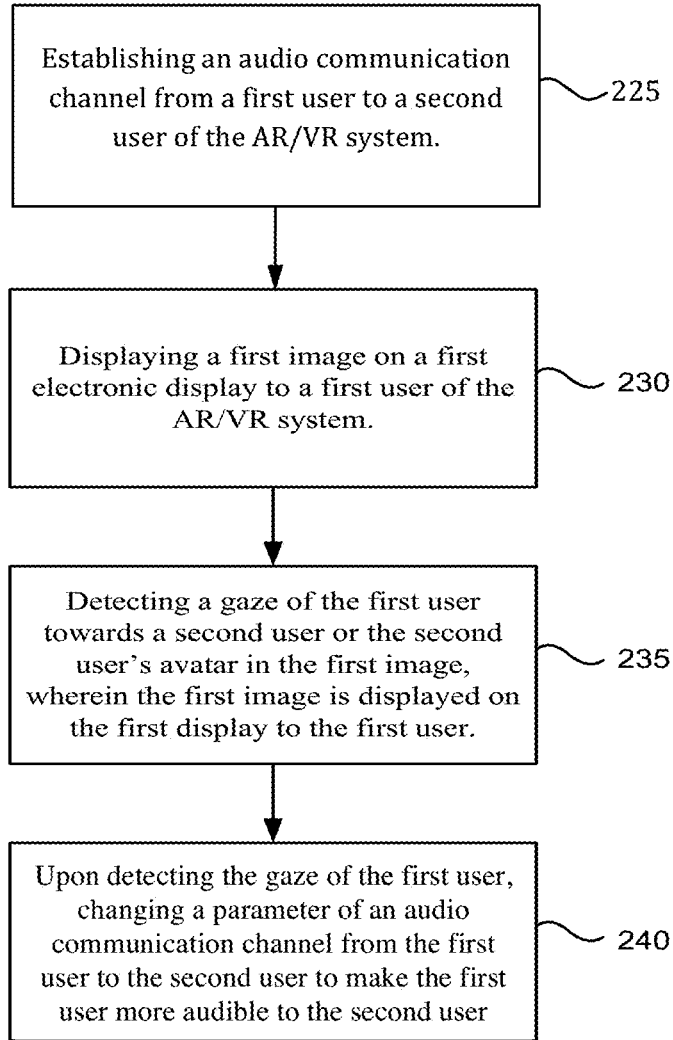 Establishing an audio communication
channel from a first user to a second
user of the AR/VR system.
225
Displaying a first image on a first
electronic display to a first user of the
AR/VR system.
230
Detecting a gaze of the first user
towards a second user or the second
user’s avatar in the first image,
wherein the first image is displayed on
the first display to the first user.
235
Upon detecting the gaze of the first user,
changing a parameter of an audio
communication channel from the first
user to the second user to make the first
user more audible to the second user
240